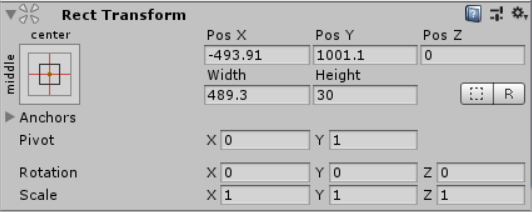 Rect Transform
center
middle
Pos X Pos Y Pos Z
-493.91 1001.1 0
Width Height
489.3 30
R
Anchors
Pivot X 0 Y 1
Rotation X 0 Y 0 Z 0
Scale X 1 Y 1 Z 1